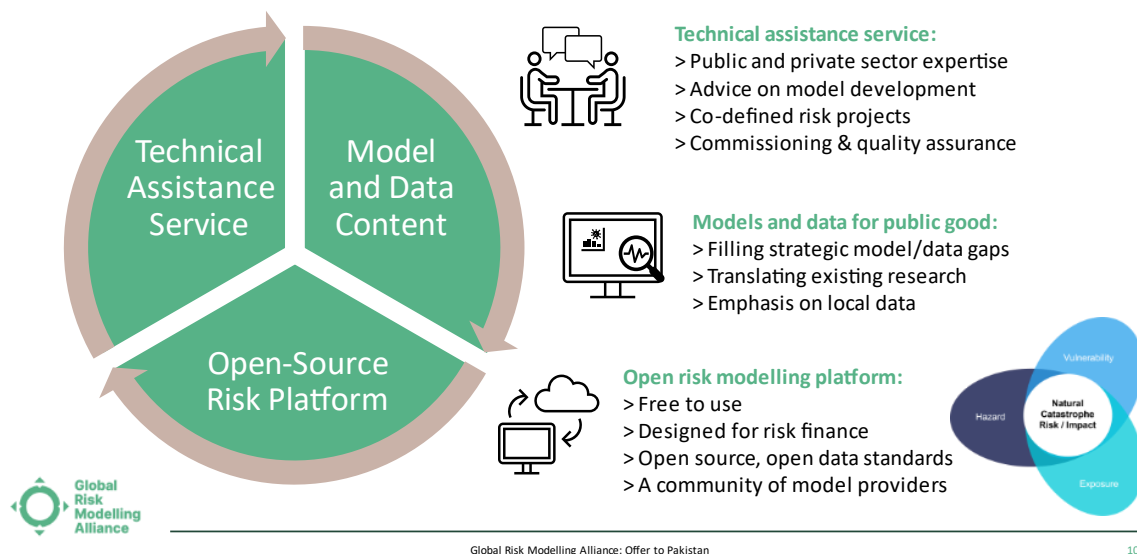 Technical
Assistance
Service
Model
and Data
Content
Open-Source
Risk Platform
Technical assistance service:
> Public and private sector expertise
> Advice on model development
> Co-defined risk projects
> Commissioning & quality assurance
Models and data for public good:
> Filling strategic model/data gaps
> Translating existing research
> Emphasis on local data
Open risk modelling platform:
> Free to use
> Designed for risk finance
> Open source, open data standards
> A community of model providers
Vulnerability
Hazard
Natural
Catastrophe
Risk / Impact
Exposure
Global
Risk
Modelling
Alliance
Global Risk Modelling Alliance: Offer to Pakistan
10